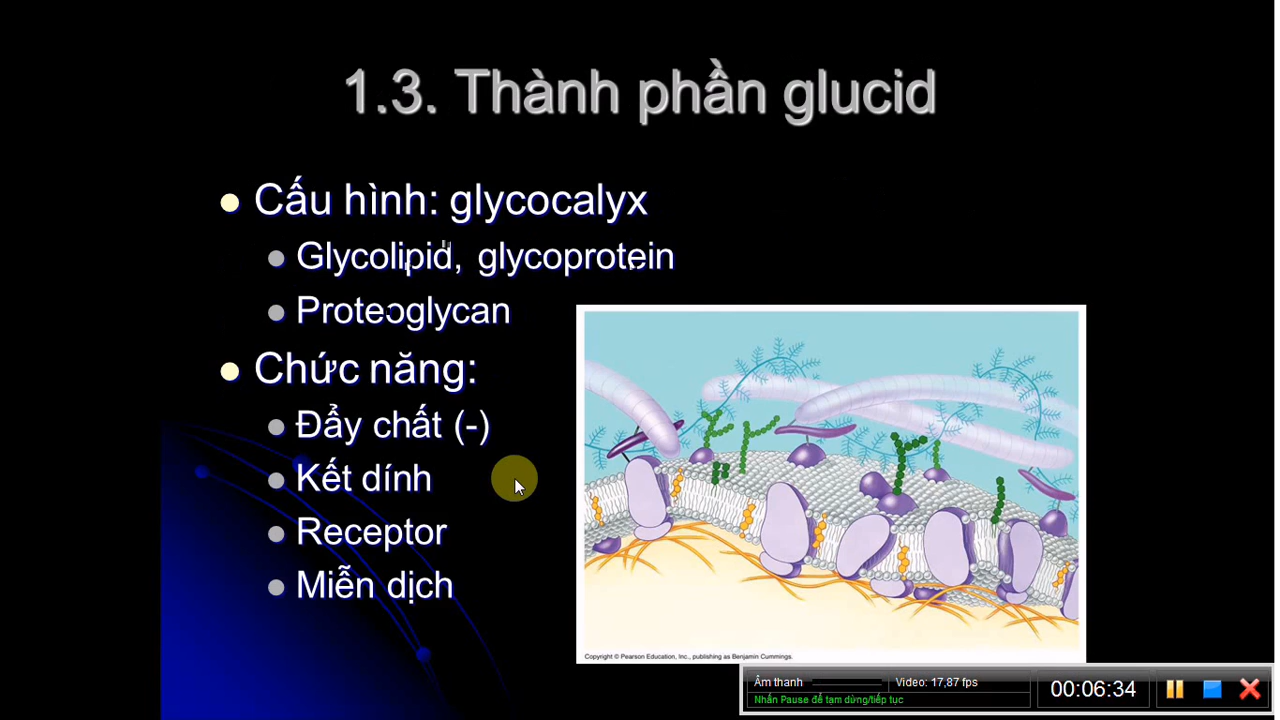 1.3. Thành phần glucid
Cấu hình: glycocalyx
Glycolipid, glycoprotein
Proteoglycan
Chức năng:
Đẩy chất (-)
Kết dính
Receptor
Miễn dịch
Copyright © Pearson Education, Inc., publishing as Benjamin Cummings.
Âm thanh
Video: 17,87 fps
00:06:34
Nhấn Pause để tạm dừng/tiếp tục